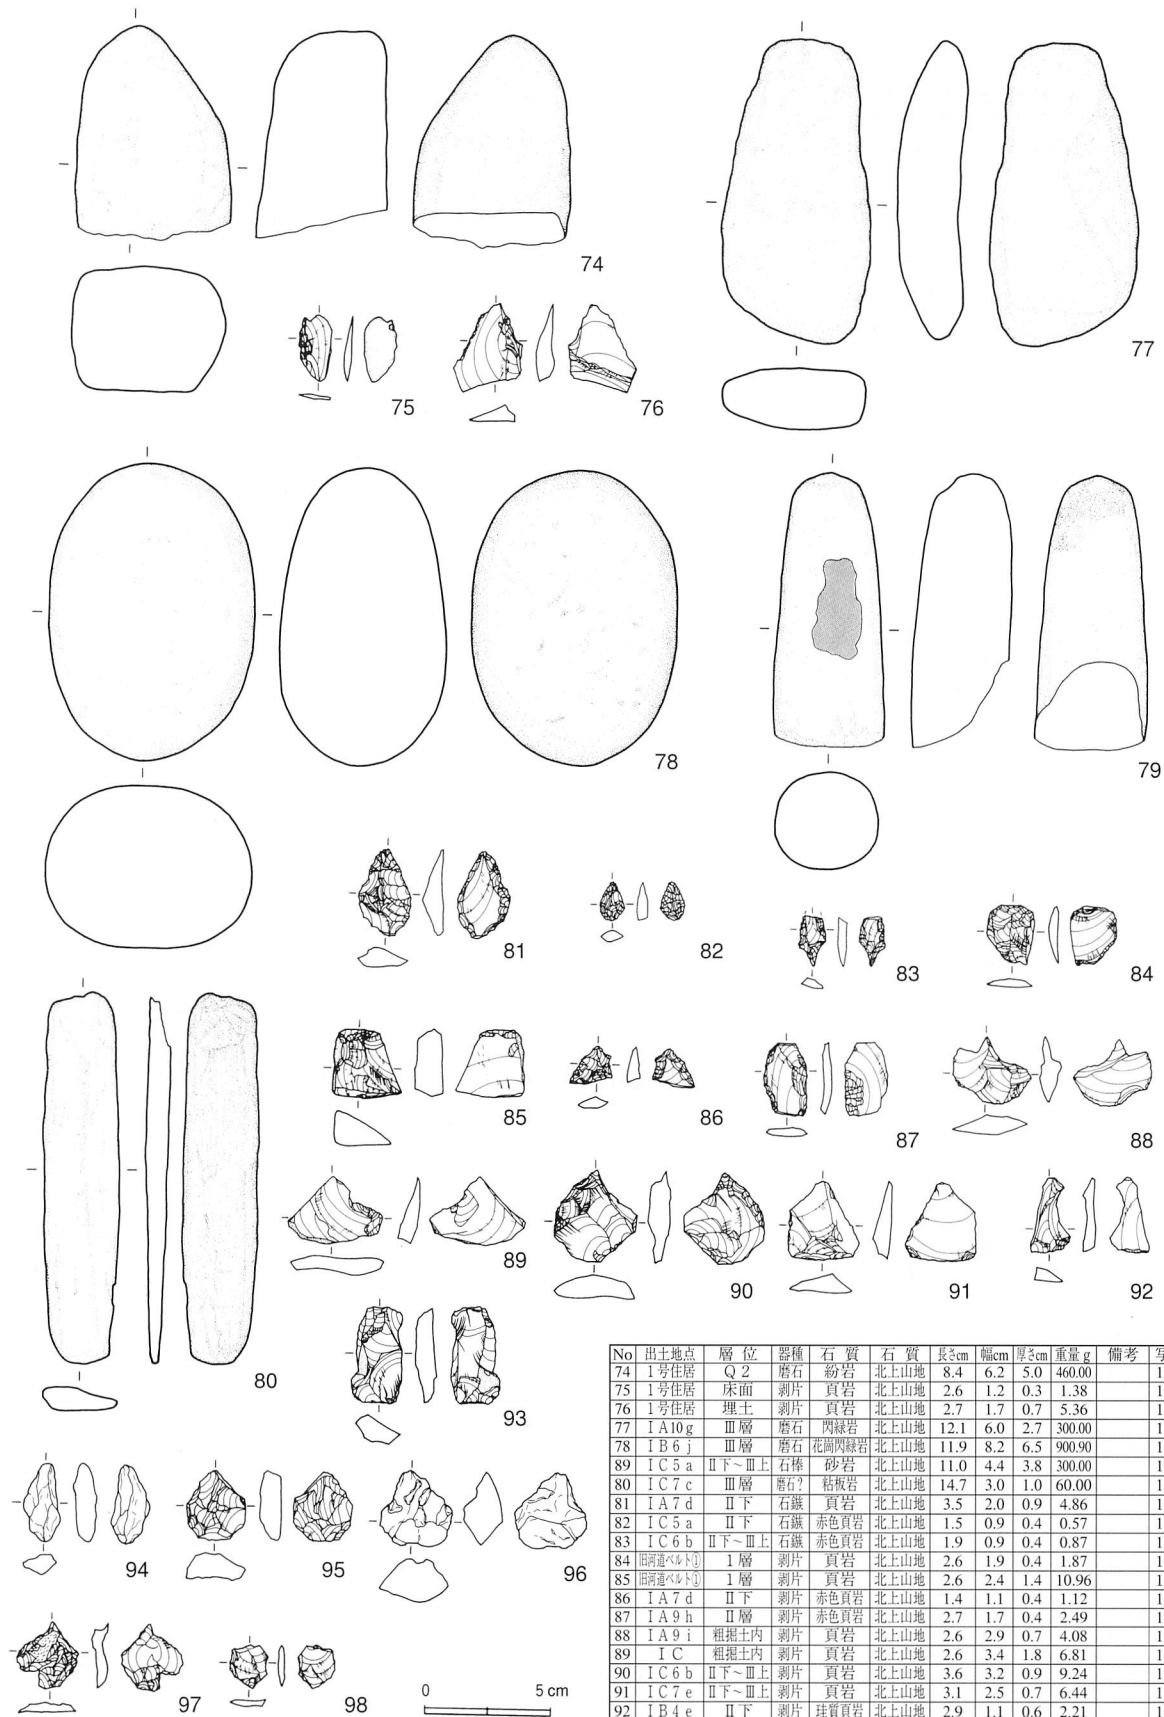 74
75
76
77
78
79
81
82
83
84
80
85
86
87
88
89
90
91
92
93
94
95
96
97
98
0 5 cm
No 出土地点 層位 器種 石質 石質 長さcm 幅cm 厚さcm 重量g 備考 写
74 1号住居 Q2 磨石 紛岩 北上山地 8.4 6.2 5.0 460.00 1
75 1号住居 床面 剥片 頁岩 北上山地 2.6 1.2 0.3 1.38 1
76 1号住居 埋土 剥片 頁岩 北上山地 2.7 1.7 0.7 5.36 1
77 IA10g Ⅲ層 磨石 閃緑岩 北上山地 12.1 6.0 2.7 300.00 1
78 IB6j Ⅲ層 磨石 花崗閃緑岩 北上山地 11.9 8.2 6.5 900.90 1
89 IC5a Ⅱ下～Ⅲ上 石棒 砂岩 北上山地 11.0 4.4 3.8 300.00 1
80 IC7c Ⅲ層 磨石? 粘板岩 北上山地 14.7 3.0 1.0 60.00 1
81 IA7d Ⅱ下 石鏃 頁岩 北上山地 3.5 2.0 0.9 4.86 1
82 IC5a Ⅱ下 石鏃 赤色頁岩 北上山地 1.5 0.9 0.4 0.57 1
83 IC6b Ⅱ下～Ⅲ上 石鏃 赤色頁岩 北上山地 1.9 0.9 0.4 0.87 1
84 旧河道ベルト① 1層 剥片 頁岩 北上山地 2.6 1.9 0.4 1.87 1
85 旧河道ベルト① 1層 剥片 頁岩 北上山地 2.6 2.4 1.4 10.96 1
86 IA7d Ⅱ下 剥片 赤色頁岩 北上山地 1.4 1.1 0.4 1.12 1
87 IA9h Ⅱ層 剥片 赤色頁岩 北上山地 2.7 1.7 0.4 2.49 1
88 IA9i 粗掘土内 剥片 頁岩 北上山地 2.6 2.9 0.7 4.08 1
89 IC 粗掘土内 剥片 頁岩 北上山地 2.6 3.4 1.8 6.81 1
90 IC6b Ⅱ下～Ⅲ上 剥片 頁岩 北上山地 3.6 3.2 0.9 9.24 1
91 IC7e Ⅱ下～Ⅲ上 剥片 頁岩 北上山地 3.1 2.5 0.7 6.44 1
92 IB4e Ⅱ下 剥片 珪質頁岩 北上山地 2.9 1.1 0.6 2.21 1